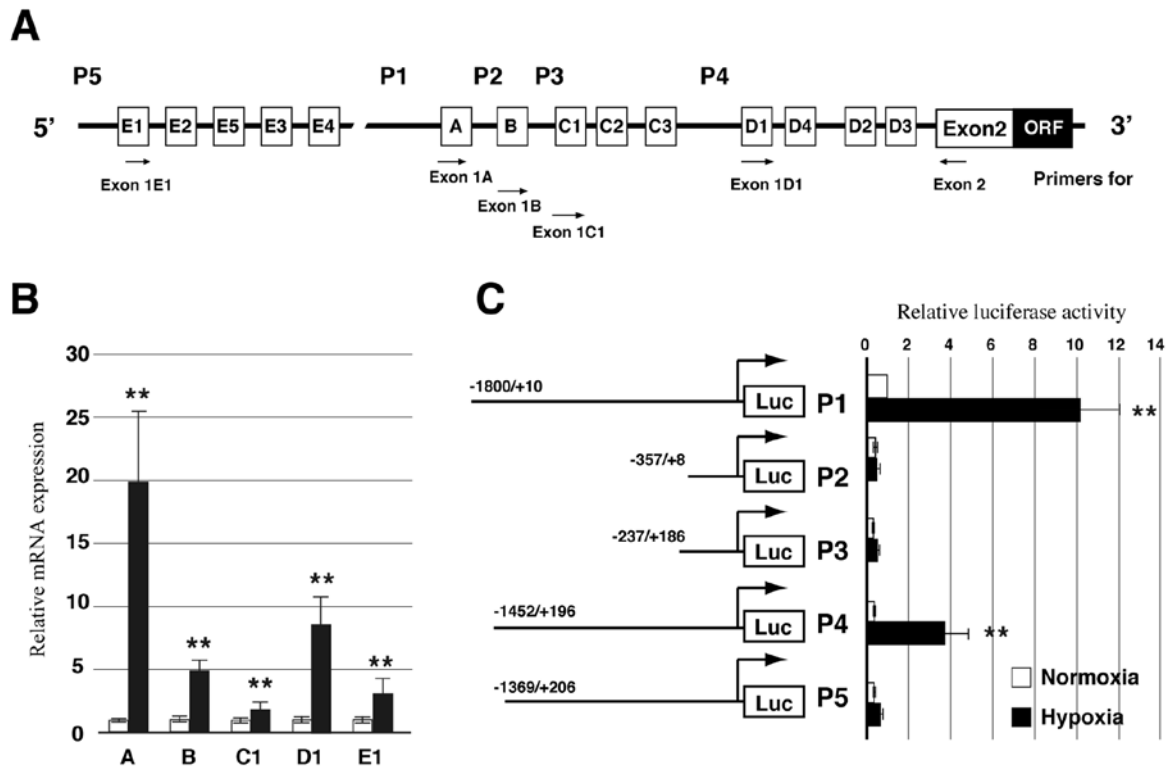 A
P5 P1 P2 P3 P4
5' E1 E2 E5 E3 E4 A B C1 C2 C3 D1 D4 D2 D3 Exon2 ORF 3'
Exon 1E1 Exon 1A Exon 1D1 Exon 2 Primers for
Exon 1B
Exon 1C1
B
Relative mRNA expression
30
25
20
15
10
5
0
**
**
**
**
**
A B C1 D1 E1
C
Relative luciferase activity
0 2 4 6 8 10 12 14
-1800/+10 Luc P1 **
-357/+8 Luc P2
-237/+186 Luc P3
-1452/+196 Luc P4 **
-1369/+206 Luc P5
Normoxia
Hypoxia